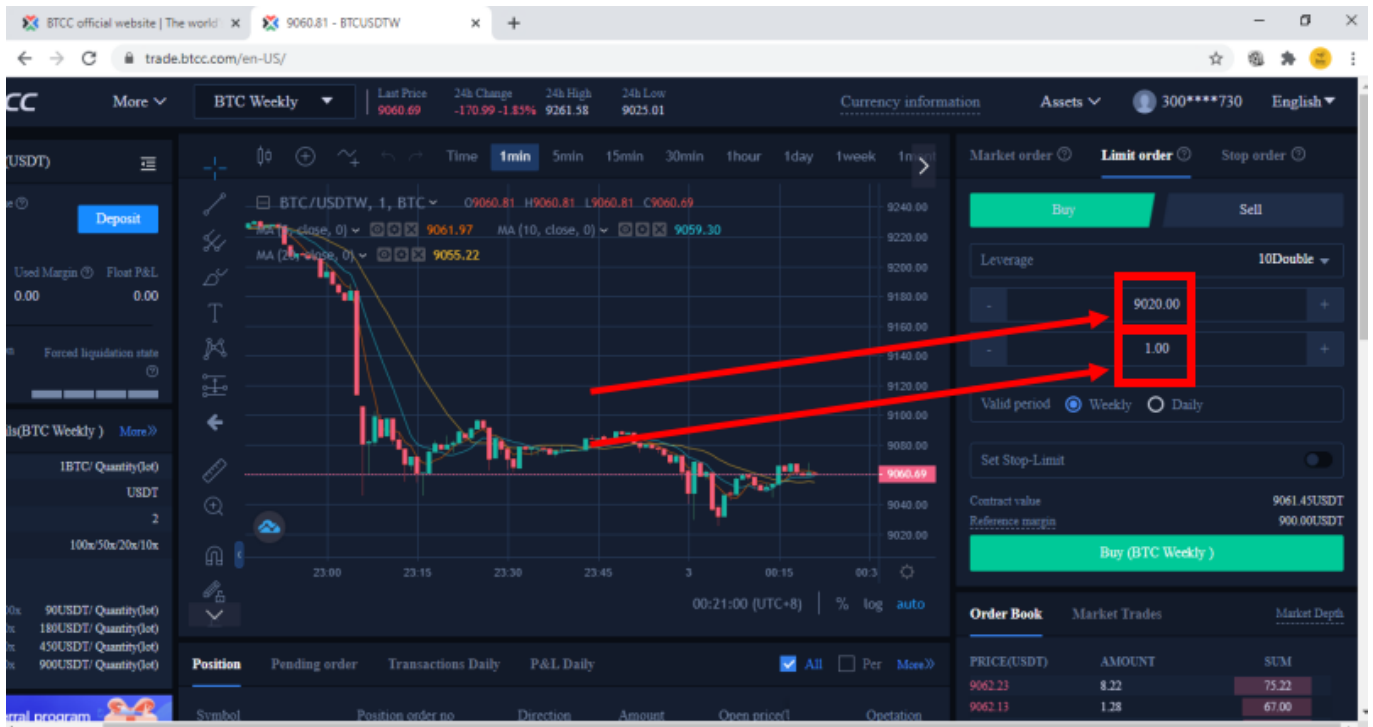 BTCC official website | The world'
9060.81 - BTCUSDTW
trade.btcc.com/en-US/
CC
More
BTC Weekly
Last Price
9060.69
24h Change
-170.99 -1.85%
24h High
9261.58
24h Low
9025.01
Currency information
Assets
300****730
English
(USDT)
Deposit
Used Margin
Float P&L
0.00
0.00
Forced liquidation state
ls(BTC Weekly )
More
1BTC/ Quantity(lot)
USDT
2
100x/50x/20x/10x
90USDT/ Quantity(lot)
180USDT/ Quantity(lot)
450USDT/ Quantity(lot)
900USDT/ Quantity(lot)
rral program
Time 1min 5min 15min 30min 1hour 1day 1week
BTC/USDTW, 1, BTC O9060.81 H9060.81 L9060.81 C9060.69
close, 0) 9061.97 MA (10, close, 0) 9059.30
close, 0) 9055.22
9240.00
9220.00
9200.00
9180.00
9160.00
9140.00
9120.00
9100.00
9080.00
9060.69
9040.00
9020.00
23:00 23:15 23:30 23:45 3 00:15 00:3
00:21:00 (UTC+8) % log auto
Position Pending order Transactions Daily P&L Daily All Per More
Symbol Position order no Direction Amount Open price(l Opetation
Market order Limit order Stop order
Buy Sell
Leverage 10Double
- 9020.00 +
- 1.00 +
Valid period Weekly Daily
Set Stop-Limit
Contract value 9061.45USDT
Reference margin 900.00USDT
Buy (BTC Weekly )
Order Book Market Trades Market Depth
PRICE(USDT) AMOUNT SUM
9062.23 8.22 75.22
9062.13 1.28 67.00